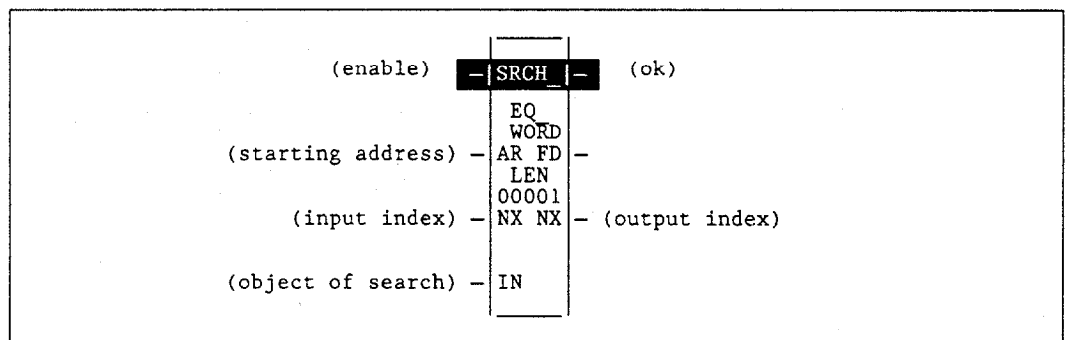 (enable) –|SRCH_|– (ok)
EQ_
WORD
(starting address) –|AR FD|–
LEN
00001
(input index) –|NX NX|– (output index)
(object of search) –|IN